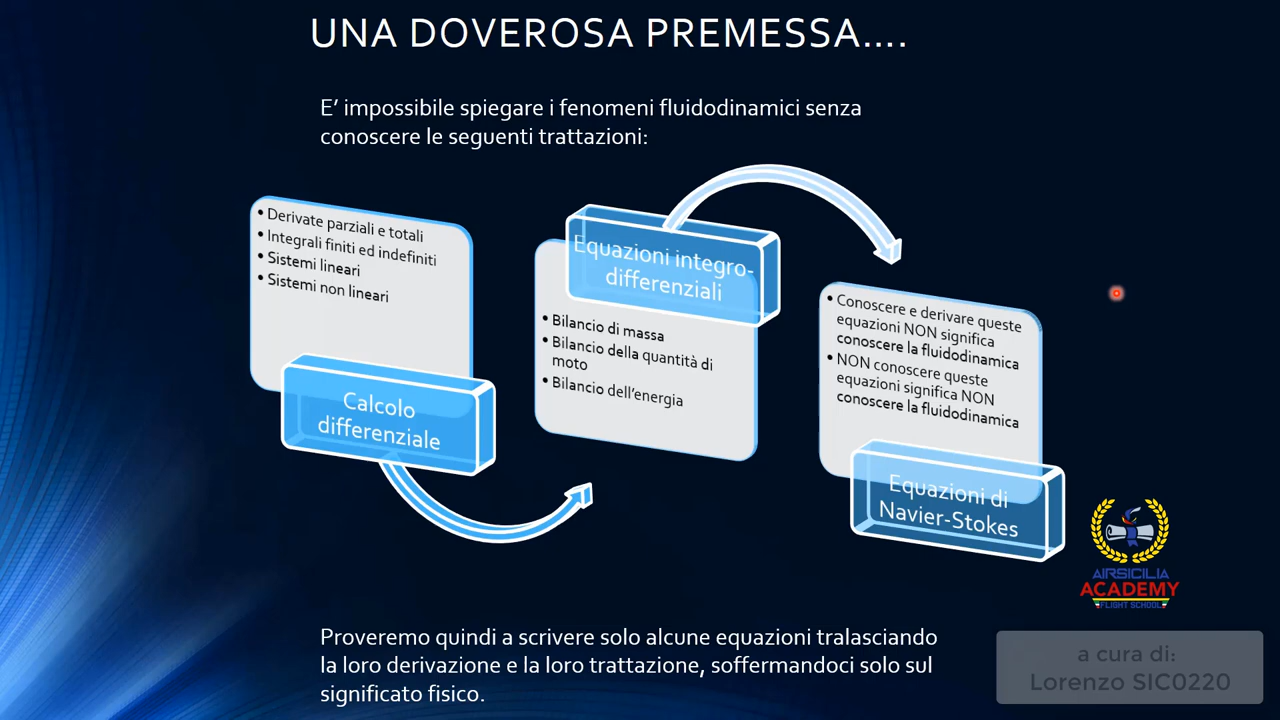 UNA DOVEROSA PREMESSA....
E' impossibile spiegare i fenomeni fluidodinamici senza
conoscere le seguenti trattazioni:
• Derivate parziali e totali
• Integrali finiti ed indefiniti
• Sistemi lineari
• Sistemi non lineari
Calcolo
differenziale
Equazioni integro-
differenziali
• Bilancio di massa
• Bilancio della quantità di
moto
• Bilancio dell'energia
• Conoscere e derivare queste
equazioni NON significa
conoscere la fluidodinamica
• NON conoscere queste
equazioni significa NON
conoscere la fluidodinamica
Equazioni di
Navier-Stokes
AIRSICILIA
ACADEMY
FLIGHT SCHOOL
Proveremo quindi a scrivere solo alcune equazioni tralasciando
la loro derivazione e la loro trattazione, soffermandoci solo sul
significato fisico.
a cura di:
Lorenzo SIC0220